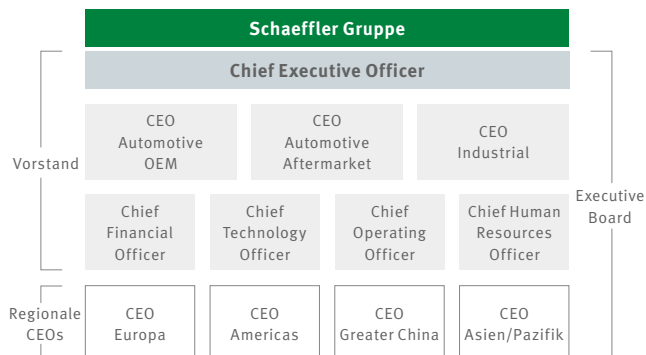 Schaeffler Gruppe
Chief Executive Officer
CEO
Automotive
OEM
CEO
Automotive
Aftermarket
CEO
Industrial
Vorstand
Chief
Financial
Officer
Chief
Technology
Officer
Chief
Operating
Officer
Chief Human
Resources
Officer
Executive
Board
Regionale
CEOs
CEO
Europa
CEO
Americas
CEO
Greater China
CEO
Asien/Pazifik